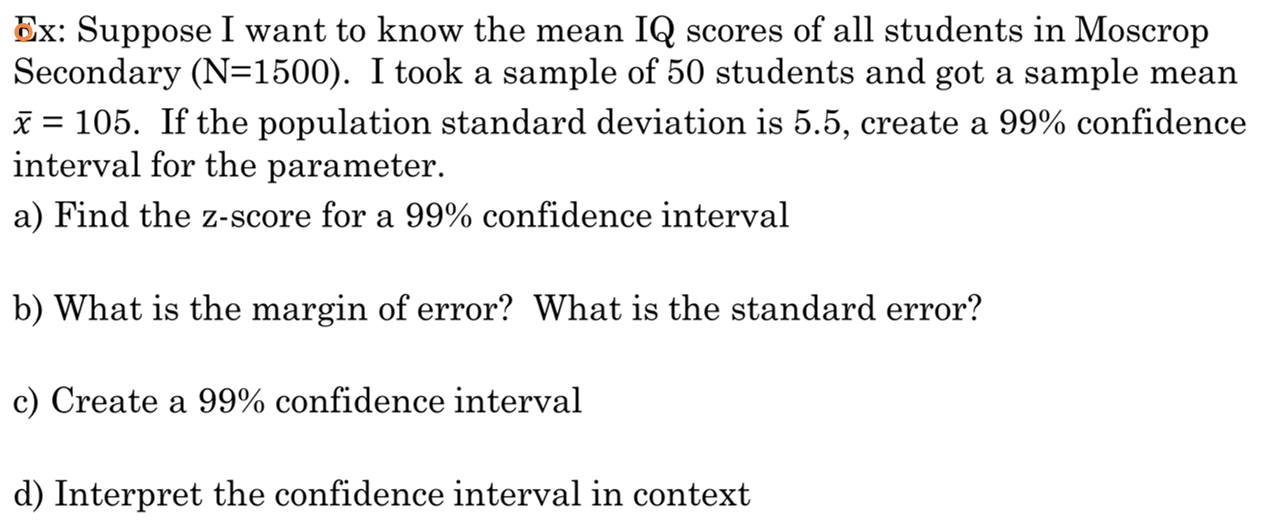 Ex: Suppose I want to know the mean IQ scores of all students in Moscrop
Secondary (N=1500).  I took a sample of 50 students and got a sample mean
x̄ = 105.  If the population standard deviation is 5.5, create a 99% confidence
interval for the parameter.
a) Find the z-score for a 99% confidence interval
b) What is the margin of error?  What is the standard error?
c) Create a 99% confidence interval
d) Interpret the confidence interval in context